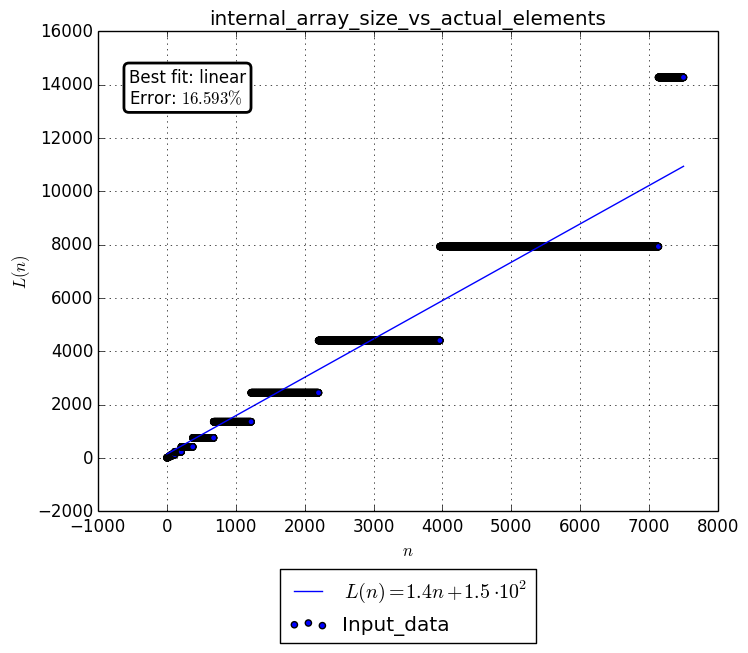 internal_array_size_vs_actual_elements
16000
14000
12000
10000
8000
6000
4000
2000
0
−2000
L(n)
Best fit: linear
Error: 16.593%
−1000 0 1000 2000 3000 4000 5000 6000 7000 8000
n
L(n)=1.4n+1.5·10²
Input_data